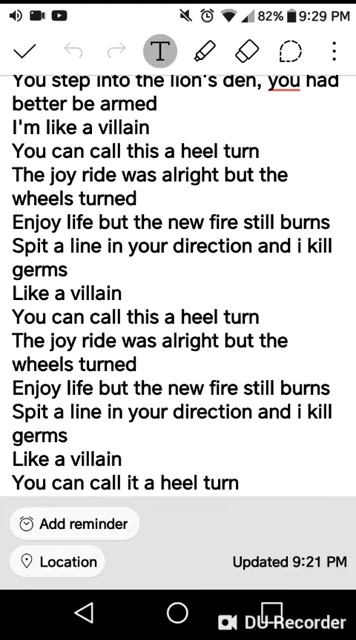 82% 9:29 PM
T
You step into the lion's den, you had
better be armed
I'm like a villain
You can call this a heel turn
The joy ride was alright but the
wheels turned
Enjoy life but the new fire still burns
Spit a line in your direction and i kill
germs
Like a villain
You can call this a heel turn
The joy ride was alright but the
wheels turned
Enjoy life but the new fire still burns
Spit a line in your direction and i kill
germs
Like a villain
You can call it a heel turn
Add reminder
Location Updated 9:21 PM
DU Recorder